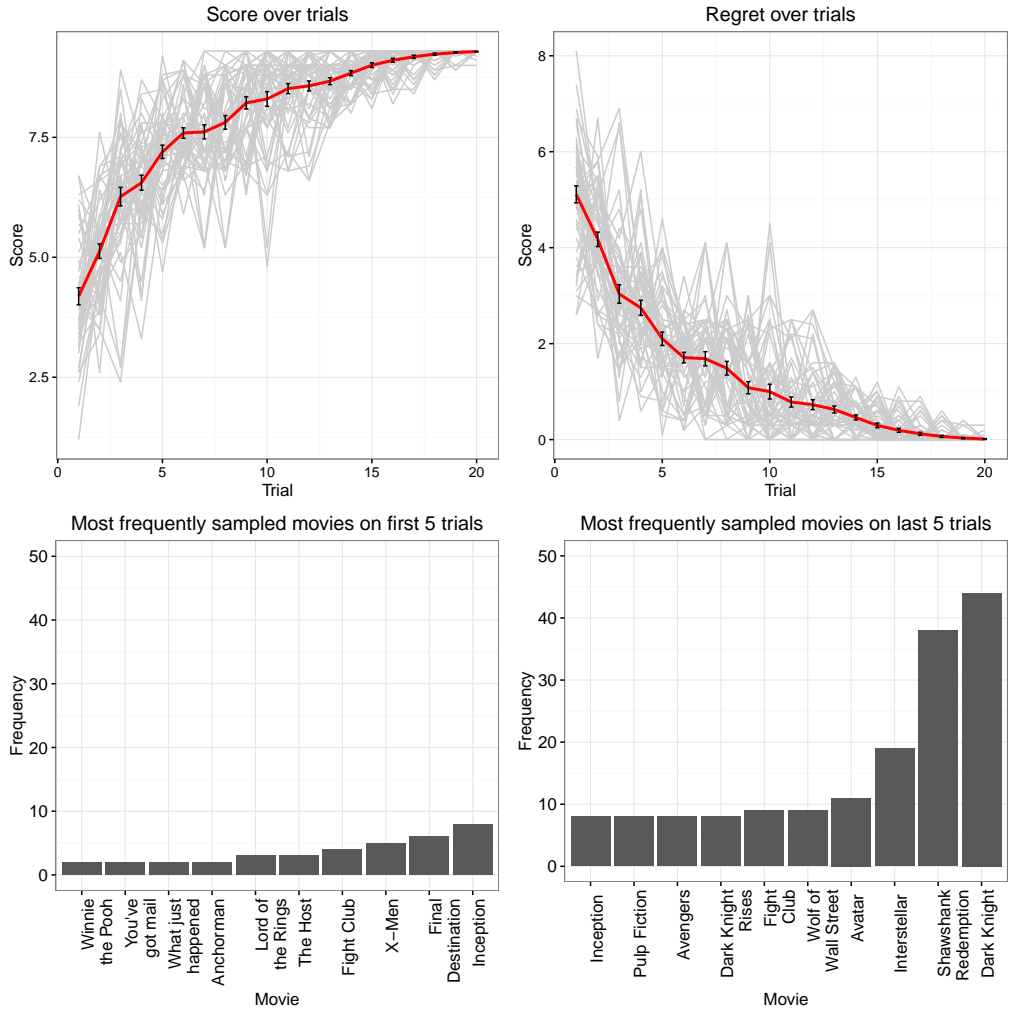 Score over trials
Score
7.5
5.0
2.5
0
5
10
15
20
Trial
Regret over trials
Score
8
6
4
2
0
0
5
10
15
20
Trial
Most frequently sampled movies on first 5 trials
Frequency
50
40
30
20
10
0
Winnie
the Pooh
You've
got mail
What just
happened
Anchorman
Lord of
the Rings
The Host
Fight Club
X−Men
Final
Destination
Inception
Movie
Most frequently sampled movies on last 5 trials
Frequency
50
40
30
20
10
0
Inception
Pulp Fiction
Avengers
Dark Knight
Rises
Fight
Club
Wolf of
Wall Street
Avatar
Interstellar
Shawshank
Redemption
Dark Knight
Movie